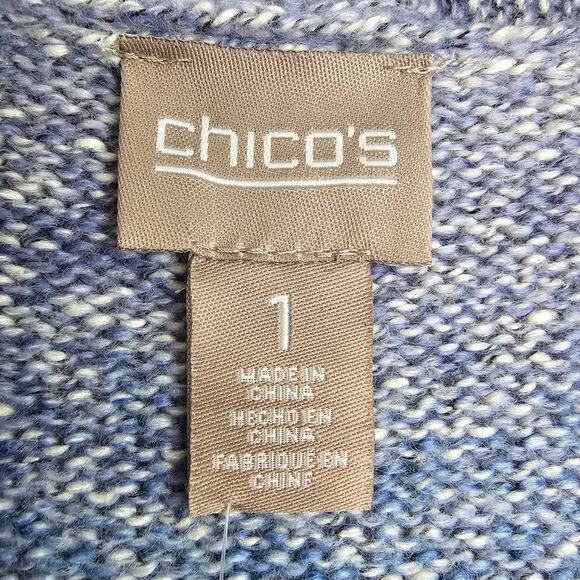 chico's
1
MADE IN
CHINA
HECHO EN
CHINA
FABRIQUE EN
CHINE